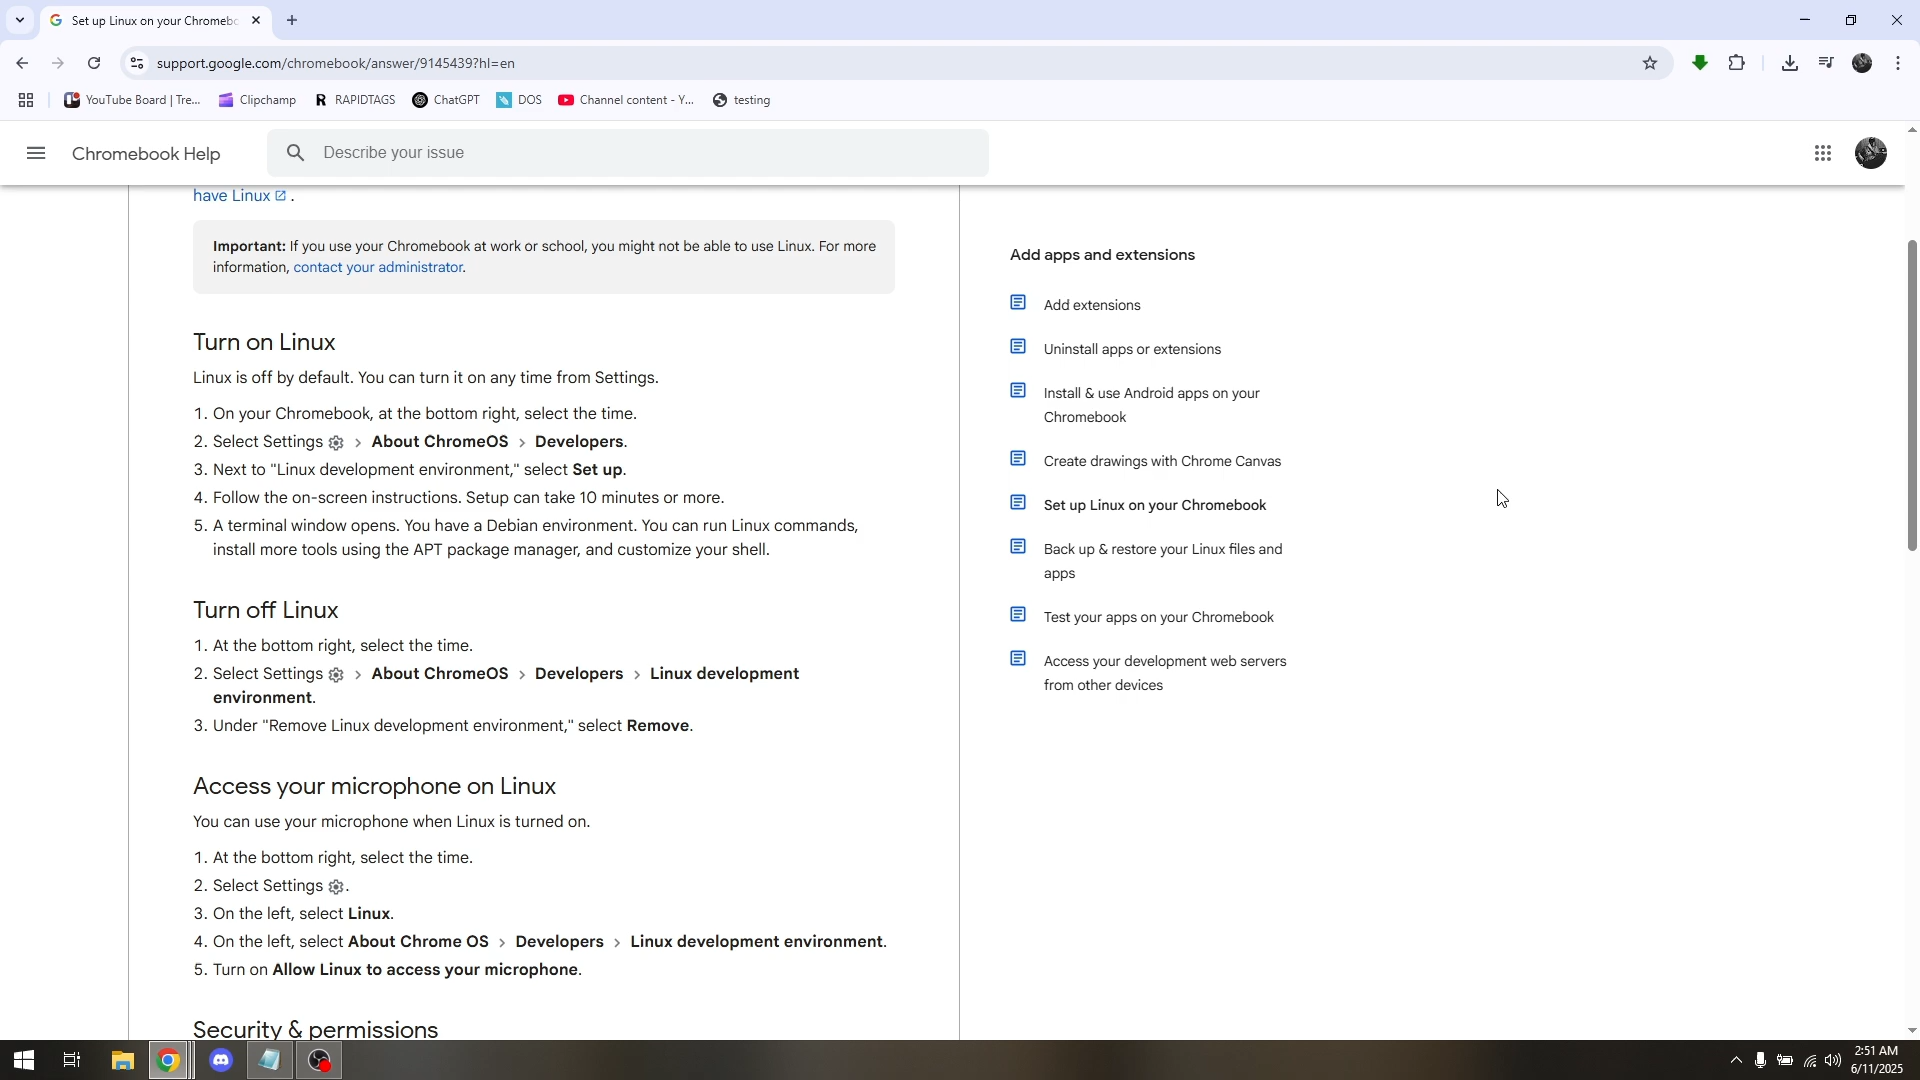 Set up Linux on your Chromebo
support.google.com/chromebook/answer/9145439?hl=en
YouTube Board | Tre...
Clipchamp
RAPIDTAGS
ChatGPT
DOS
Channel content - Y...
testing
Chromebook Help
Describe your issue
have Linux .
Important: If you use your Chromebook at work or school, you might not be able to use Linux. For more
information, contact your administrator.
Turn on Linux
Linux is off by default. You can turn it on any time from Settings.
1. On your Chromebook, at the bottom right, select the time.
2. Select Settings > About ChromeOS > Developers.
3. Next to "Linux development environment," select Set up.
4. Follow the on-screen instructions. Setup can take 10 minutes or more.
5. A terminal window opens. You have a Debian environment. You can run Linux commands,
install more tools using the APT package manager, and customize your shell.
Turn off Linux
1. At the bottom right, select the time.
2. Select Settings > About ChromeOS > Developers > Linux development
environment.
3. Under "Remove Linux development environment," select Remove.
Access your microphone on Linux
You can use your microphone when Linux is turned on.
1. At the bottom right, select the time.
2. Select Settings .
3. On the left, select Linux.
4. On the left, select About Chrome OS > Developers > Linux development environment.
5. Turn on Allow Linux to access your microphone.
Security & permissions
Add apps and extensions
Add extensions
Uninstall apps or extensions
Install & use Android apps on your
Chromebook
Create drawings with Chrome Canvas
Set up Linux on your Chromebook
Back up & restore your Linux files and
apps
Test your apps on your Chromebook
Access your development web servers
from other devices
2:51 AM
6/11/2025